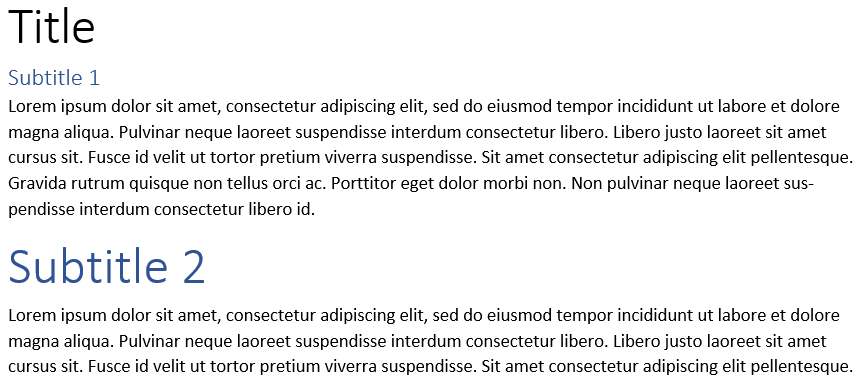 Title
Subtitle 1
Lorem ipsum dolor sit amet, consectetur adipiscing elit, sed do eiusmod tempor incididunt ut labore et dolore
magna aliqua. Pulvinar neque laoreet suspendisse interdum consectetur libero. Libero justo laoreet sit amet
cursus sit. Fusce id velit ut tortor pretium viverra suspendisse. Sit amet consectetur adipiscing elit pellentesque.
Gravida rutrum quisque non tellus orci ac. Porttitor eget dolor morbi non. Non pulvinar neque laoreet sus-
pendisse interdum consectetur libero id.
Subtitle 2
Lorem ipsum dolor sit amet, consectetur adipiscing elit, sed do eiusmod tempor incididunt ut labore et dolore
magna aliqua. Pulvinar neque laoreet suspendisse interdum consectetur libero. Libero justo laoreet sit amet
cursus sit. Fusce id velit ut tortor pretium viverra suspendisse. Sit amet consectetur adipiscing elit pellentesque.